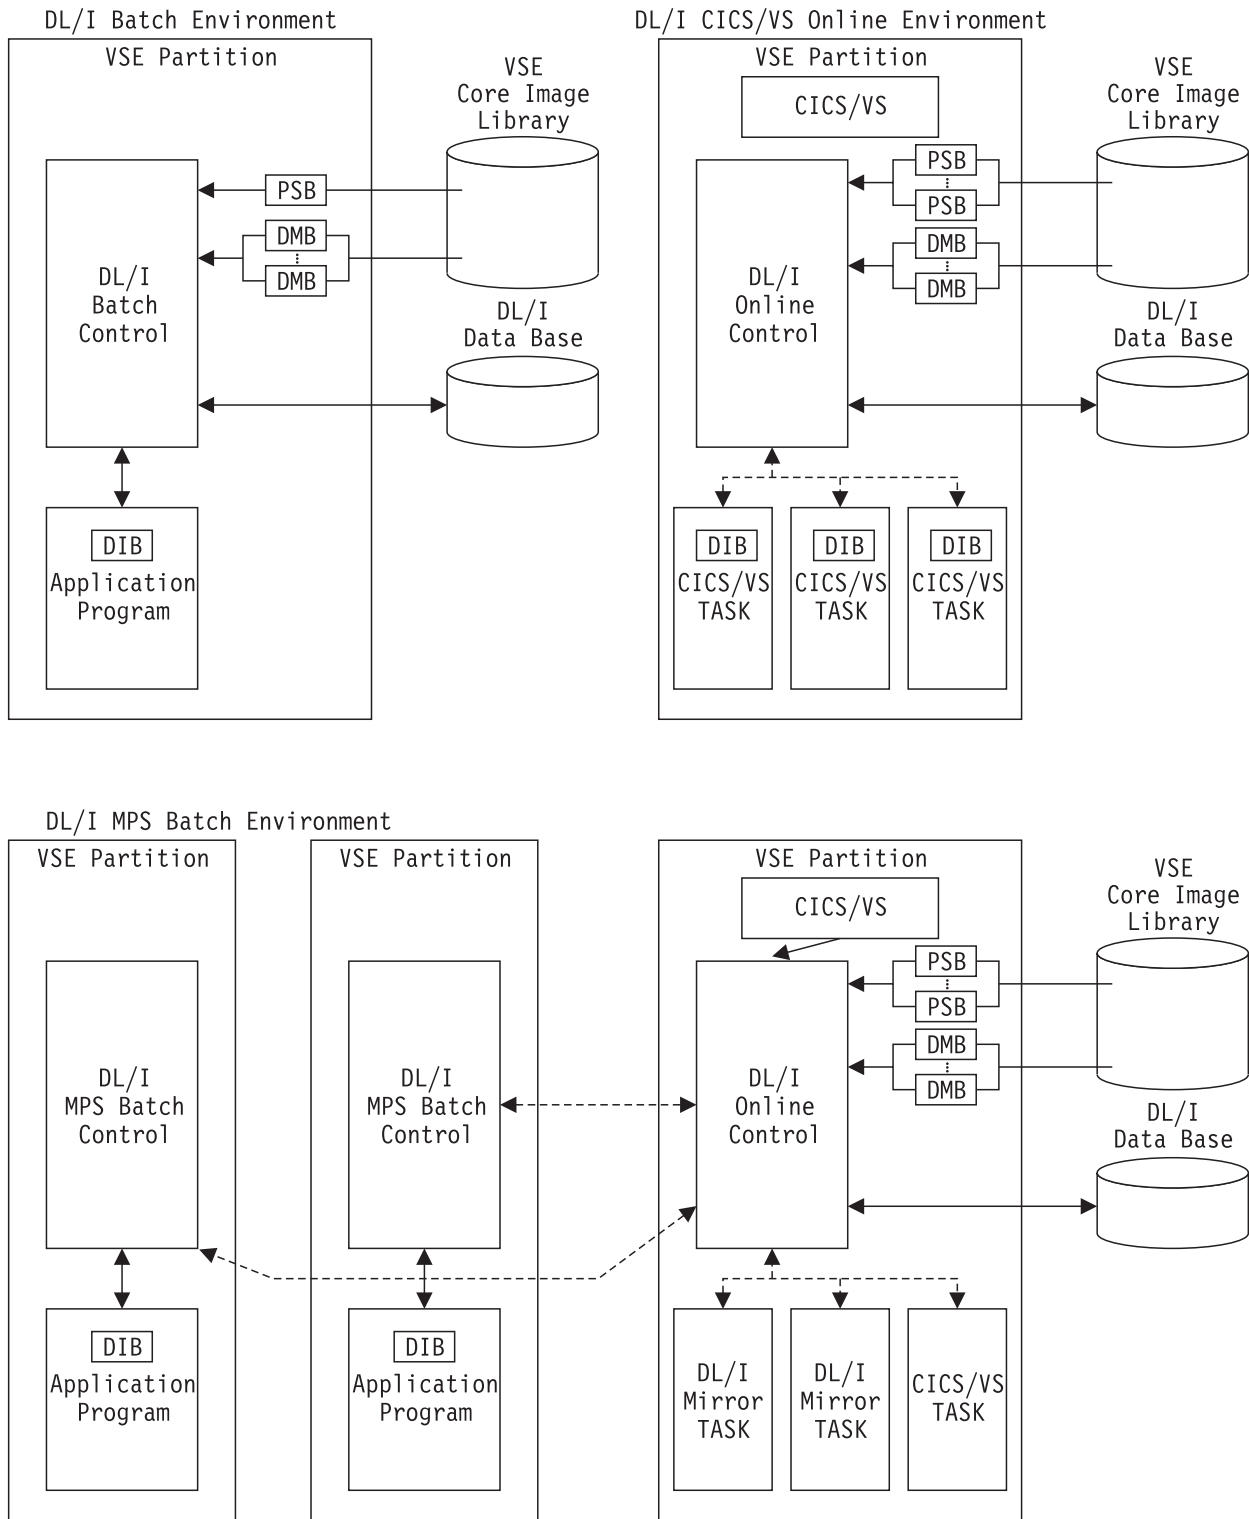 DL/I Batch Environment
VSE Partition
VSE
Core Image
Library
PSB
DMB
DMB
DL/I
Batch
Control
DL/I
Data Base
DIB
Application
Program
DL/I CICS/VS Online Environment
VSE Partition
CICS/VS
VSE
Core Image
Library
PSB
PSB
DMB
DMB
DL/I
Online
Control
DL/I
Data Base
DIB
CICS/VS
TASK
DIB
CICS/VS
TASK
DIB
CICS/VS
TASK
DL/I MPS Batch Environment
VSE Partition
DL/I
MPS Batch
Control
DIB
Application
Program
VSE Partition
DL/I
MPS Batch
Control
DIB
Application
Program
VSE Partition
CICS/VS
VSE
Core Image
Library
PSB
PSB
DMB
DMB
DL/I
Online
Control
DL/I
Data Base
DL/I
Mirror
TASK
DL/I
Mirror
TASK
CICS/VS
TASK